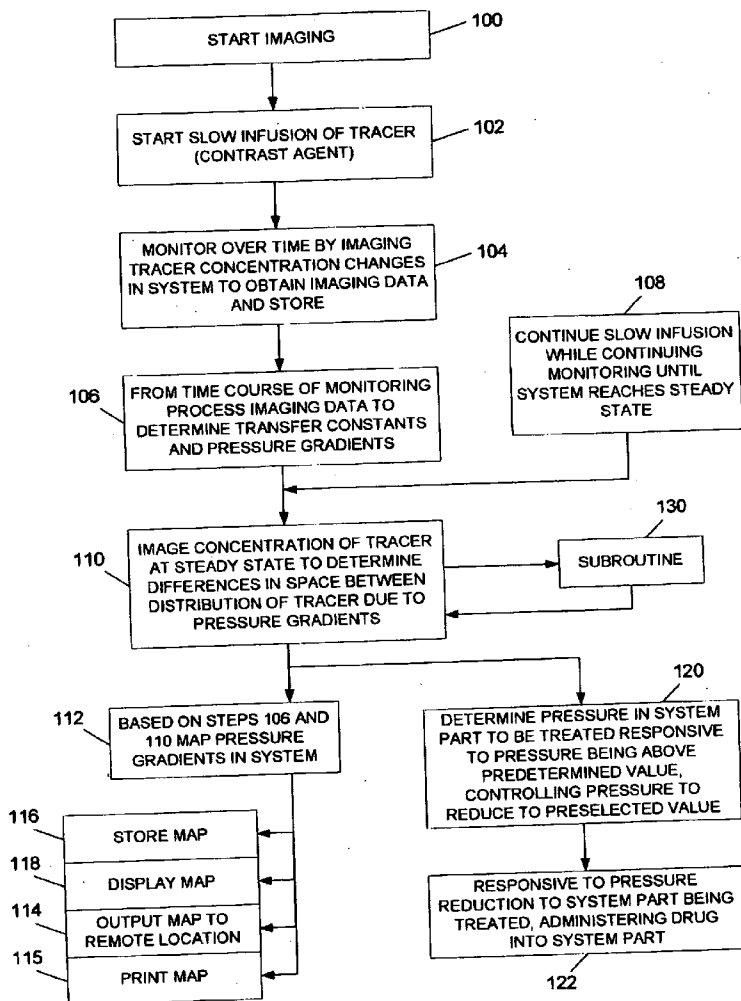 START IMAGING
100
START SLOW INFUSION OF TRACER
(CONTRAST AGENT)
102
MONITOR OVER TIME BY IMAGING
TRACER CONCENTRATION CHANGES
IN SYSTEM TO OBTAIN IMAGING DATA
AND STORE
104
108
CONTINUE SLOW INFUSION
WHILE CONTINUING
MONITORING UNTIL
SYSTEM REACHES STEADY
STATE
106
FROM TIME COURSE OF MONITORING
PROCESS IMAGING DATA TO
DETERMINE TRANSFER CONSTANTS
AND PRESSURE GRADIENTS
110
IMAGE CONCENTRATION OF TRACER
AT STEADY STATE TO DETERMINE
DIFFERENCES IN SPACE BETWEEN
DISTRIBUTION OF TRACER DUE TO
PRESSURE GRADIENTS
130
SUBROUTINE
112
BASED ON STEPS 106 AND
110 MAP PRESSURE
GRADIENTS IN SYSTEM
120
DETERMINE PRESSURE IN SYSTEM
PART TO BE TREATED RESPONSIVE
TO PRESSURE BEING ABOVE
PREDETERMINED VALUE,
CONTROLLING PRESSURE TO
REDUCE TO PRESELECTED VALUE
116
STORE MAP
118
DISPLAY MAP
114
OUTPUT MAP TO
REMOTE LOCATION
115
PRINT MAP
RESPONSIVE TO PRESSURE
REDUCTION TO SYSTEM PART BEING
TREATED, ADMINISTERING DRUG
INTO SYSTEM PART
122